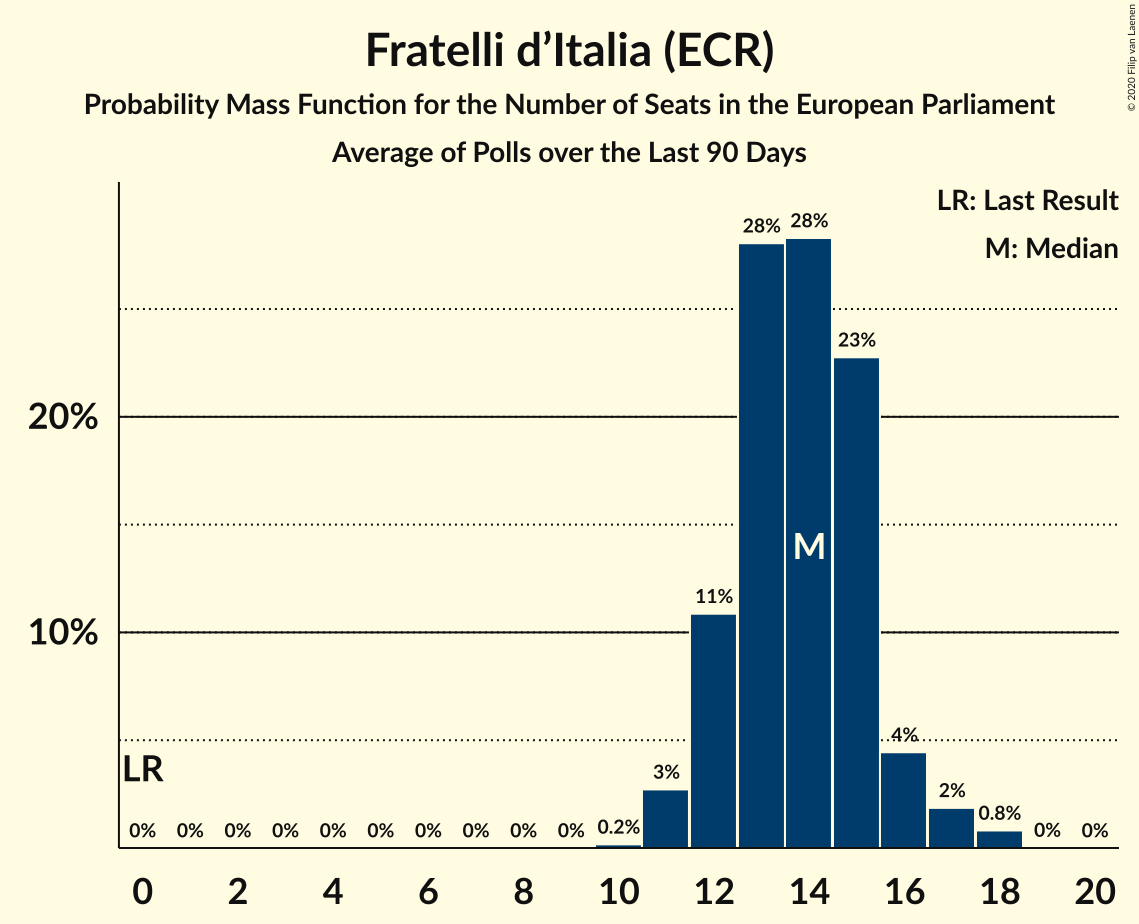 Fratelli d’Italia (ECR)
Probability Mass Function for the Number of Seats in the European Parliament
Average of Polls over the Last 90 Days
© 2020 Filip van Laenen
LR: Last Result
M: Median
28% 28%
23%
20%
M
11%
10%
LR
4%
3%
2%
0% 0% 0% 0% 0% 0% 0% 0% 0% 0% 0.2% 0.8% 0% 0%
0 2 4 6 8 10 12 14 16 18 20